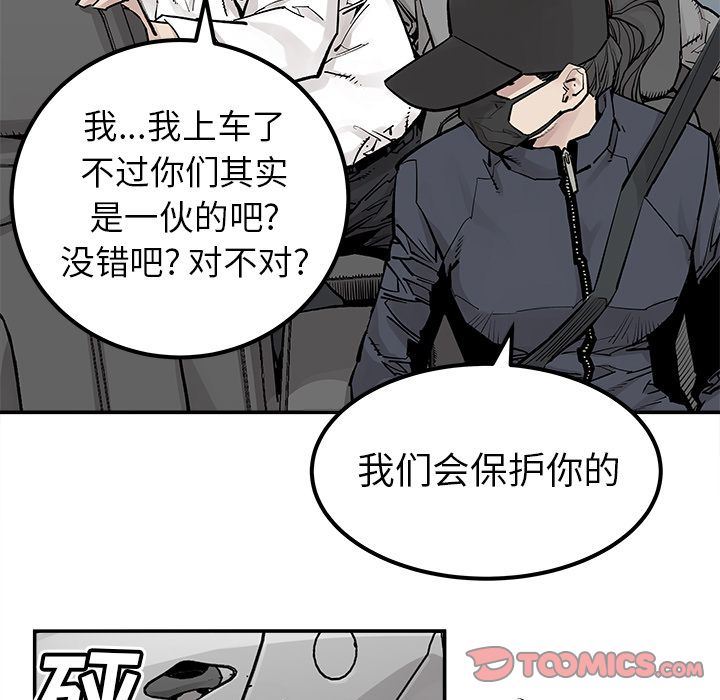 我...我上车了
不过你们其实
是一伙的吧?
没错吧? 对不对?
我们会保护你的
砰
TOOMICS.COM